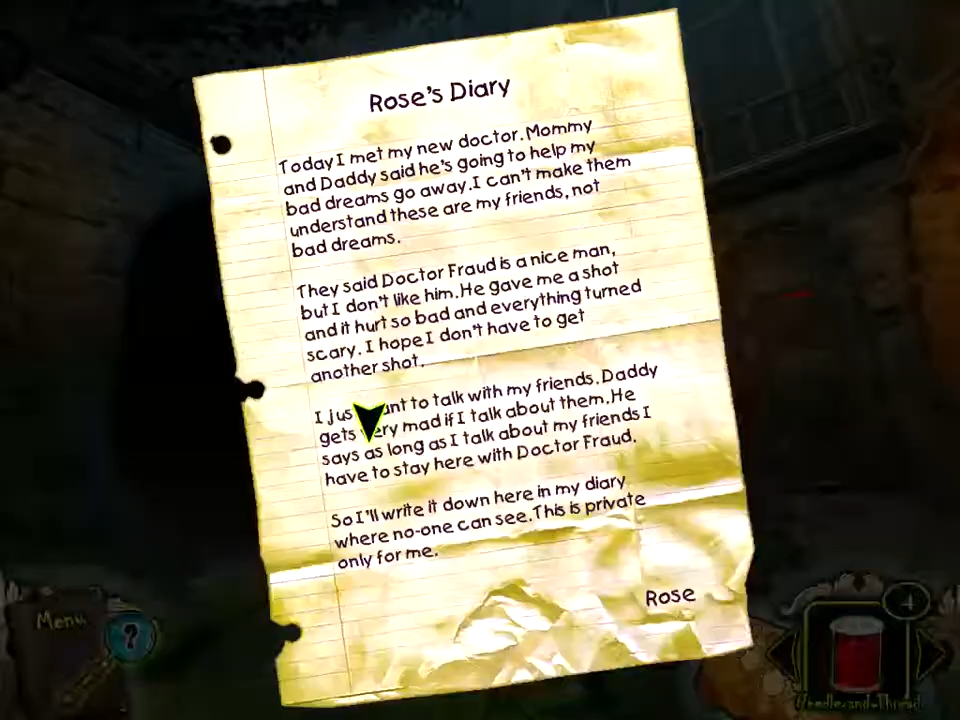 Rose's Diary
Today I met my new doctor. Mommy
and Daddy said he's going to help my
bad dreams go away. I can't make them
understand these are my friends, not
bad dreams.
They said Doctor Fraud is a nice man,
but I don't like him. He gave me a shot
and it hurt so bad and everything turned
scary. I hope I don't have to get
another shot.
I just want to talk with my friends. Daddy
gets very mad if I talk about them. He
says as long as I talk about my friends I
have to stay here with Doctor Fraud.
So I'll write it down here in my diary
where no-one can see. This is private
only for me.
Rose
Menu
?
4
Needle-and-Thread